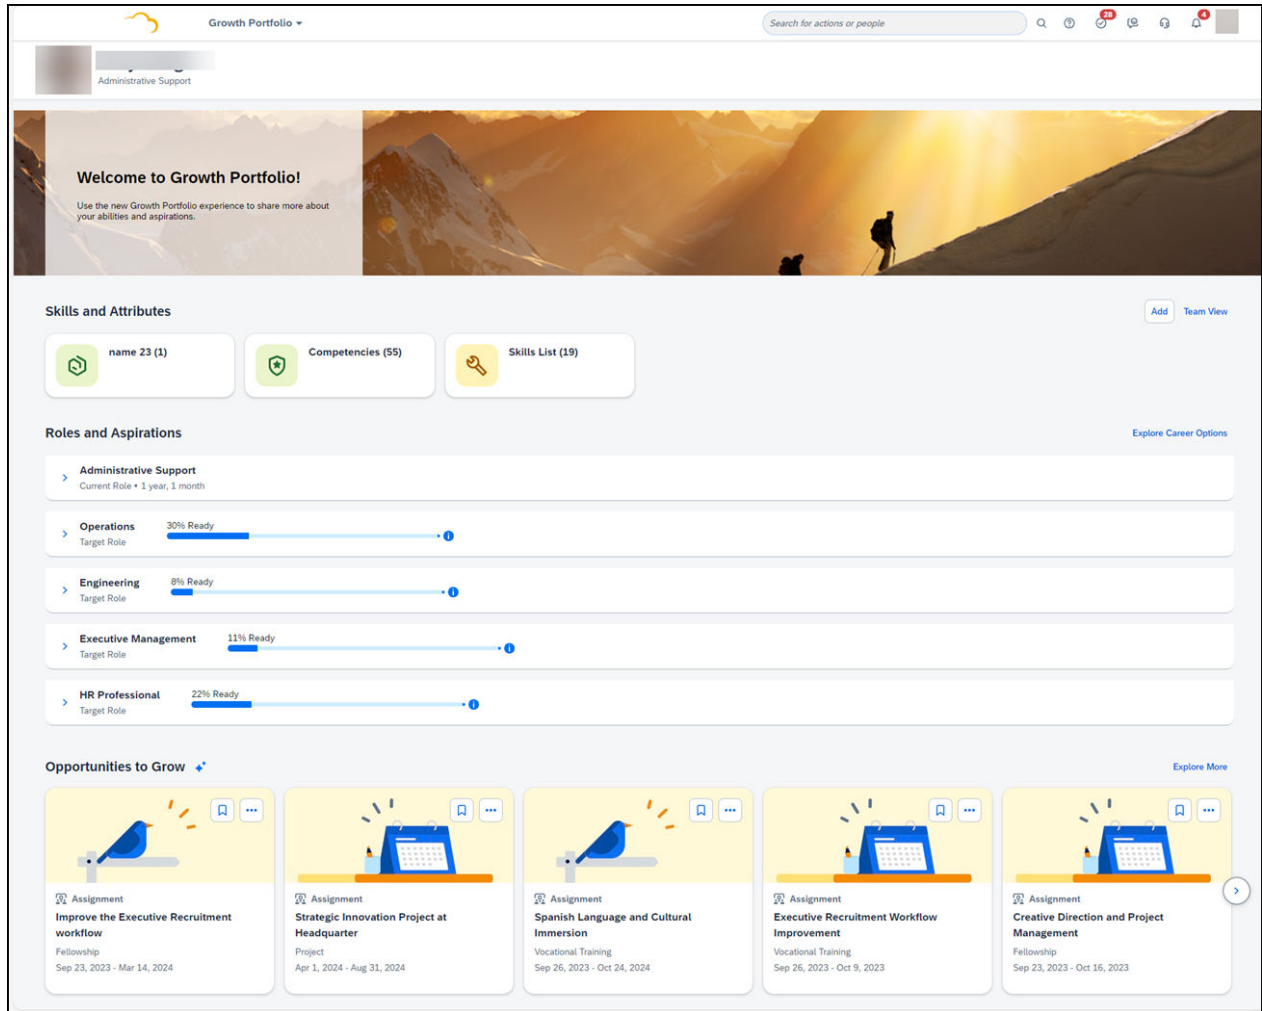 Growth Portfolio
Search for actions or people
28
4
Administrative Support
Welcome to Growth Portfolio!
Use the new Growth Portfolio experience to share more about
your abilities and aspirations.
Skills and Attributes
Add
Team View
name 23 (1)
Competencies (55)
Skills List (19)
Roles and Aspirations
Explore Career Options
Administrative Support
Current Role • 1 year, 1 month
Operations
30% Ready
Target Role
Engineering
8% Ready
Target Role
Executive Management
11% Ready
Target Role
HR Professional
22% Ready
Target Role
Opportunities to Grow
Explore More
Assignment
Improve the Executive Recruitment
workflow
Fellowship
Sep 23, 2023 - Mar 14, 2024
Assignment
Strategic Innovation Project at
Headquarter
Project
Apr 1, 2024 - Aug 31, 2024
Assignment
Spanish Language and Cultural
Immersion
Vocational Training
Sep 26, 2023 - Oct 24, 2024
Assignment
Executive Recruitment Workflow
Improvement
Vocational Training
Sep 26, 2023 - Oct 9, 2023
Assignment
Creative Direction and Project
Management
Fellowship
Sep 23, 2023 - Oct 16, 2023